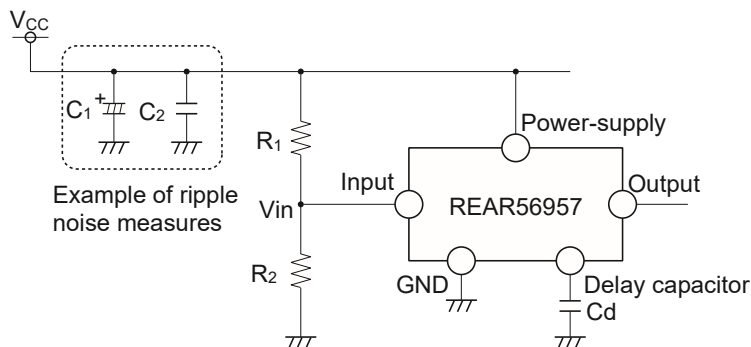 VCC
C1
+
C2
R1
Example of ripple
noise measures
Power-supply
Input
REAR56957
Output
Vin
R2
GND
Delay capacitor
Cd